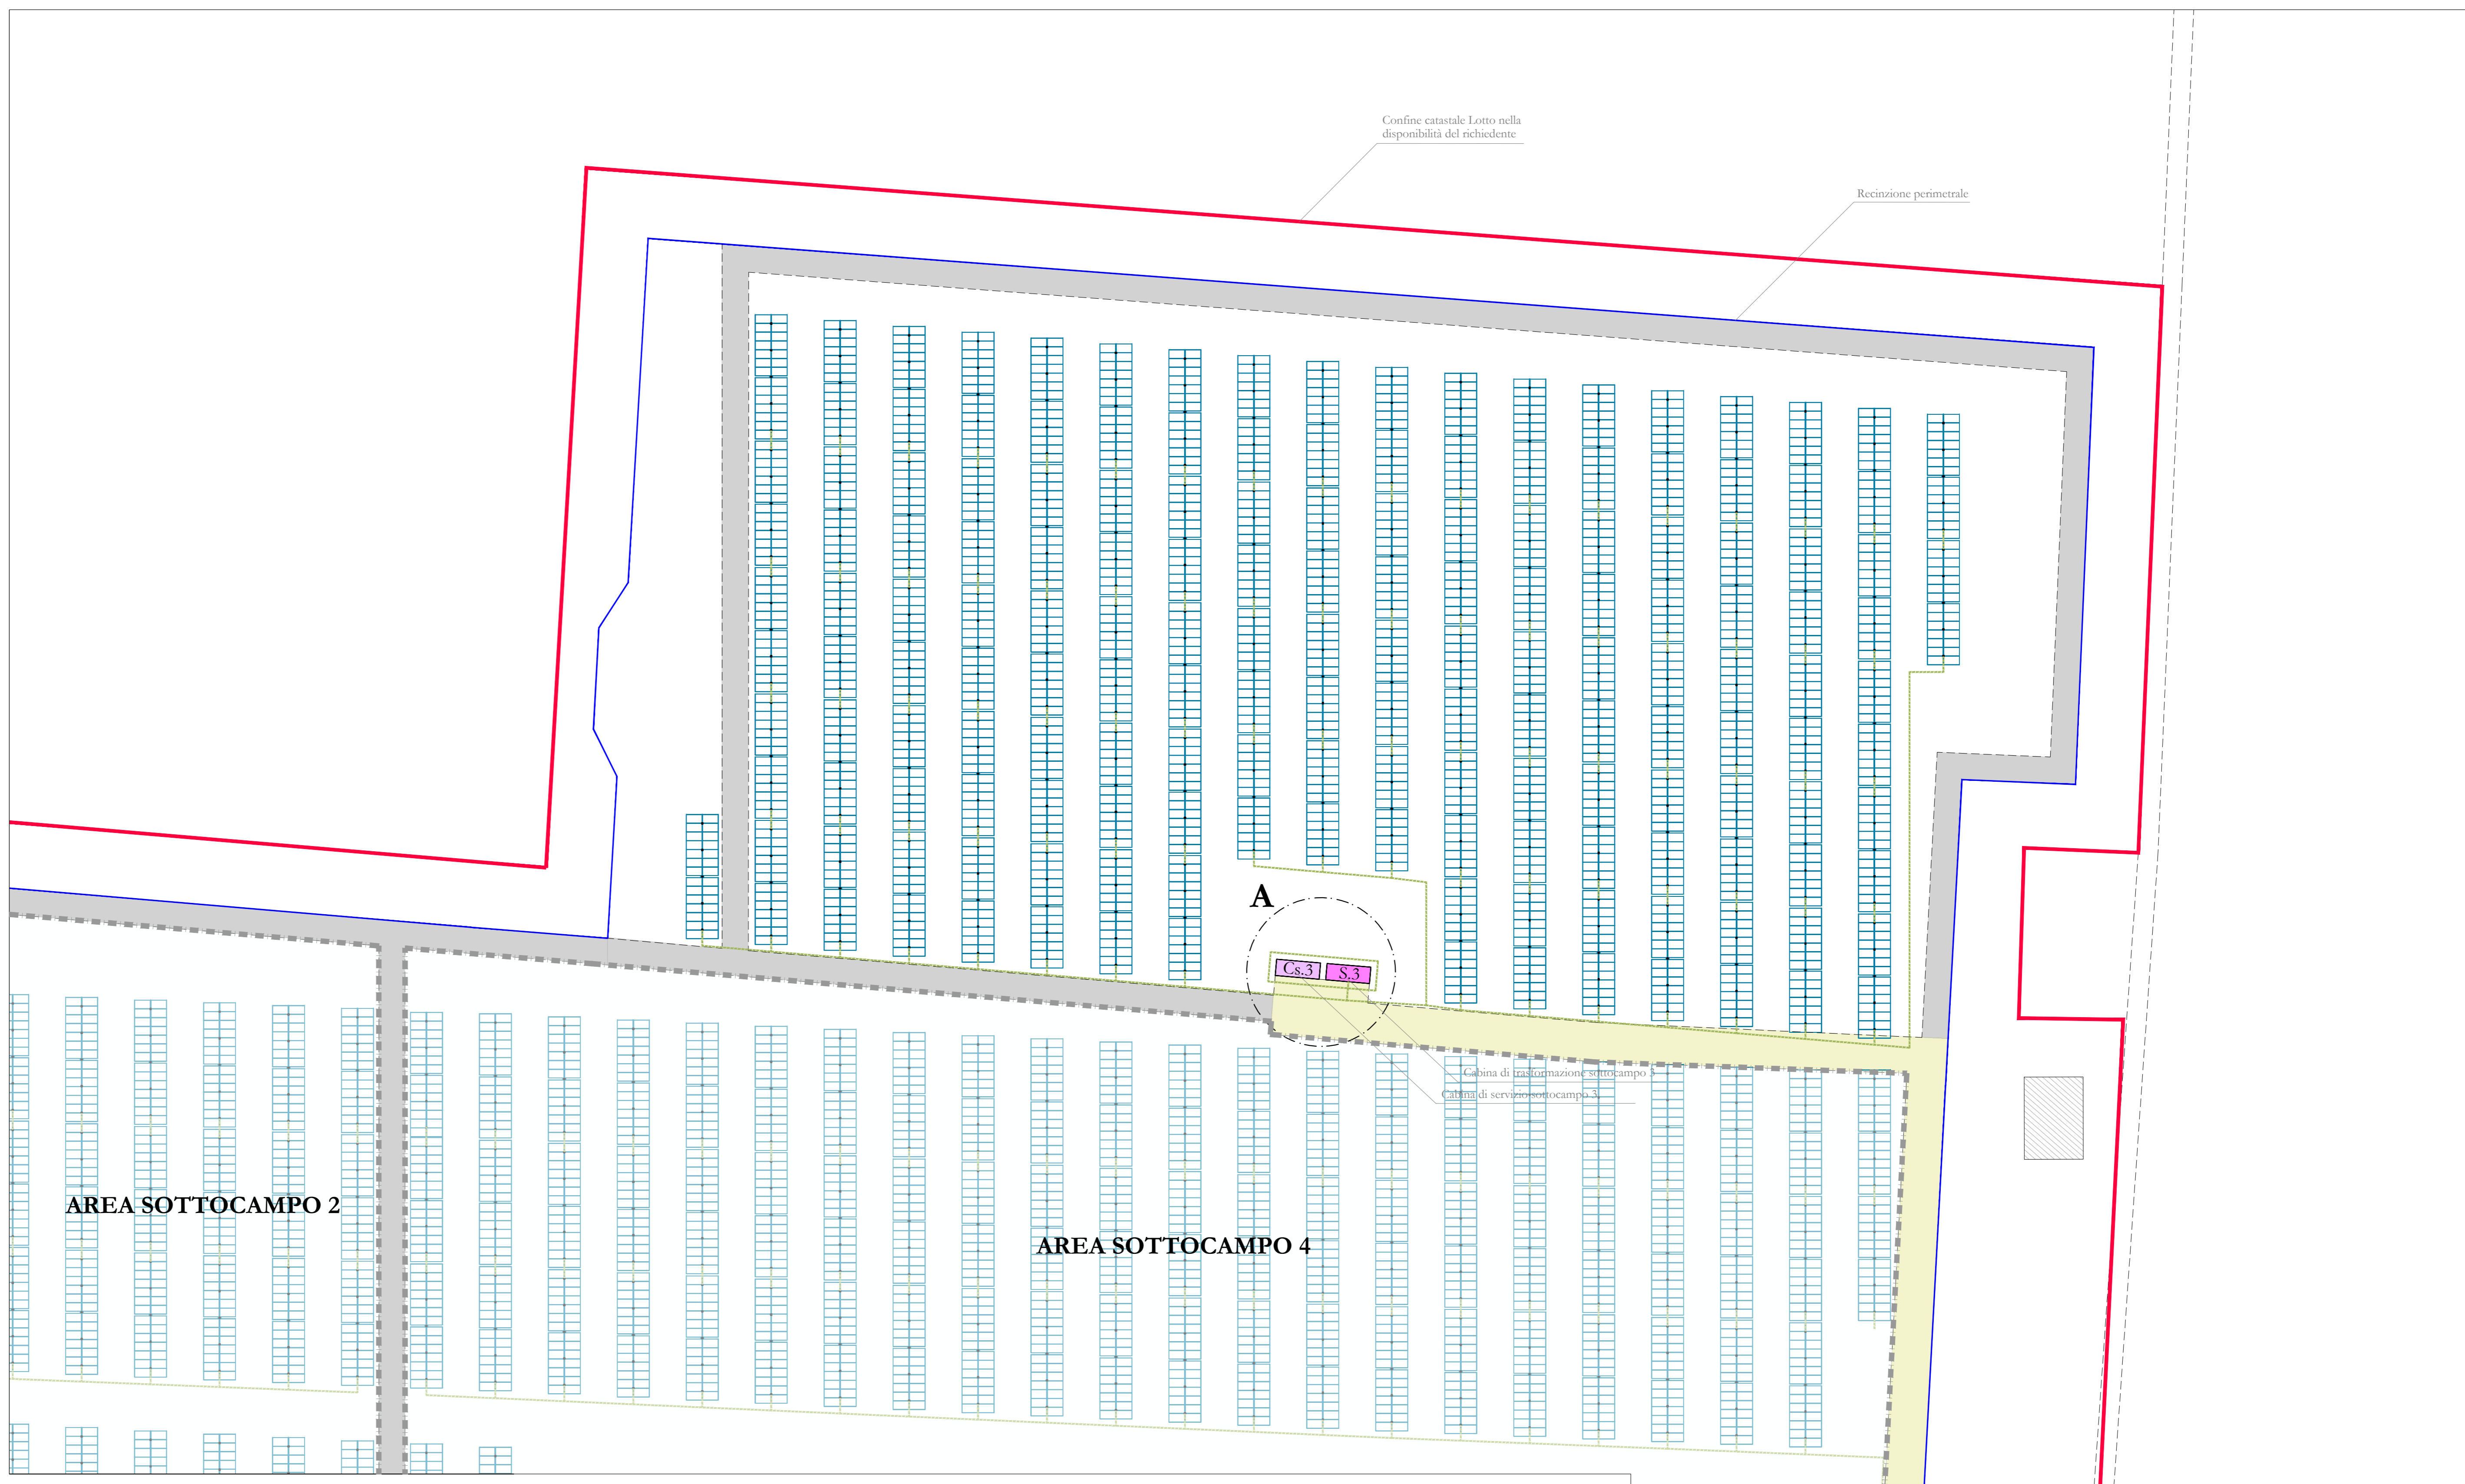 Confine catastale Lotto nella
disponibilità del richiedente
Recinzione perimetrale
A
Cs.3
S.3
Cabina di trasformazione sottocampo 3
Cabina di servizio sottocampo 3
AREA SOTTOCAMPO 2
AREA SOTTOCAMPO 4